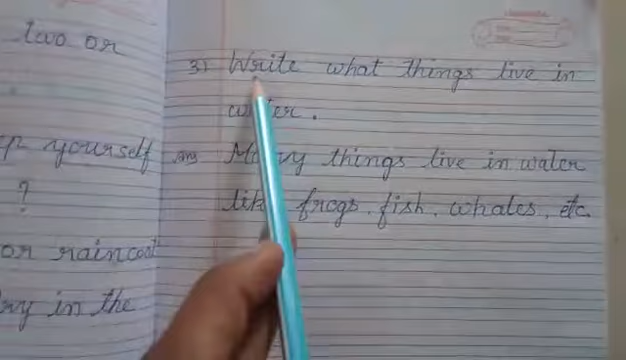 two or
yourself
?
or raincoat
in the
3) Write what things live in
water.
Ans Many things live in water
like frogs, fish, whales, etc.